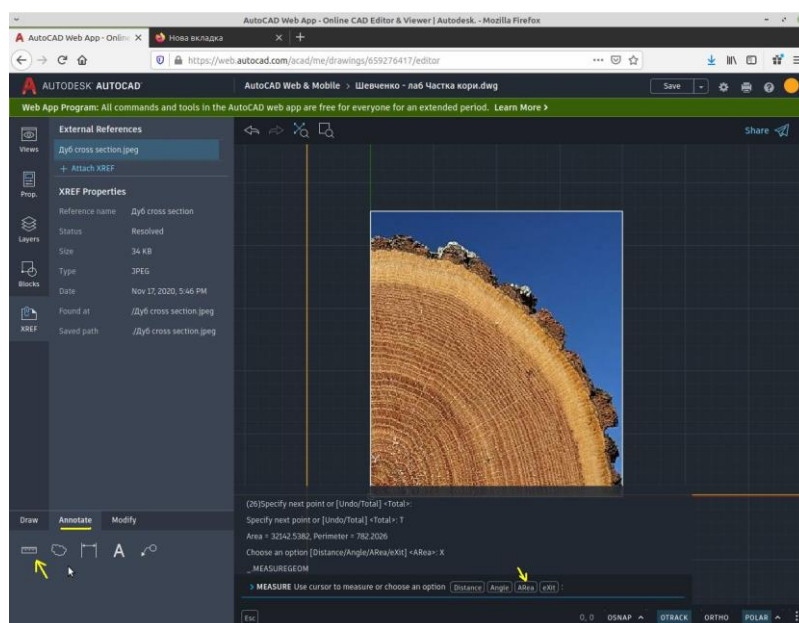 AutoCAD Web App - Online CAD Editor & Viewer | Autodesk. - Mozilla Firefox
AutoCAD Web App - Online
Нова вкладка
https://web.autocad.com/acad/me/drawings/659276417/editor
AUTODESK AUTOCAD
AutoCAD Web & Mobile > Шевченко - лаб Частка кори.dwg
Save
Web App Program: All commands and tools in the AutoCAD web app are free for everyone for an extended period. Learn More >
Views
Prop.
Layers
Blocks
XREF
External References
Дуб cross section.jpeg
+ Attach XREF
XREF Properties
Reference name Дуб cross section
Status Resolved
Size 34 KB
Type JPEG
Date Nov 17, 2020, 5:46 PM
Found at /Дуб cross section.jpeg
Saved path ./Дуб cross section.jpeg
Share
Draw Annotate Modify
A
(26)Specify next point or [Undo/Total] <Total>:
Specify next point or [Undo/Total] <Total>: T
Area = 32142.5382, Perimeter = 782.2026
Choose an option [Distance/Angle/ARea/eXit] <ARea>: X
_MEASUREGEOM
> MEASURE Use cursor to measure or choose an option [Distance] [Angle] [ARea] [eXit] :
Esc
0, 0 OSNAP OTRACK ORTHO POLAR